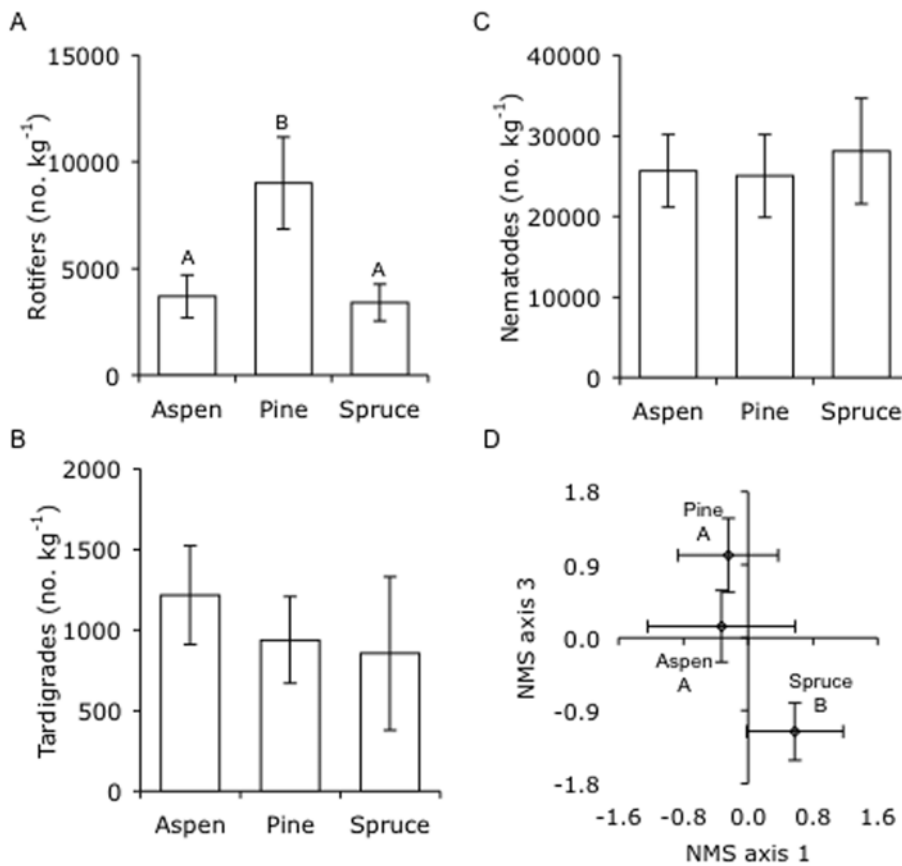 A
Rotifers (no. kg⁻¹)
15000
10000
5000
0
A
B
A
Aspen Pine Spruce
B
Tardigrades (no. kg⁻¹)
2000
1500
1000
500
0
Aspen Pine Spruce
C
Nematodes (no. kg⁻¹)
40000
30000
20000
10000
0
Aspen Pine Spruce
D
NMS axis 3
1.8
0.9
0.0
-0.9
-1.8
Pine
A
Aspen
A
Spruce
B
-1.6 -0.8 0.0 0.8 1.6
NMS axis 1